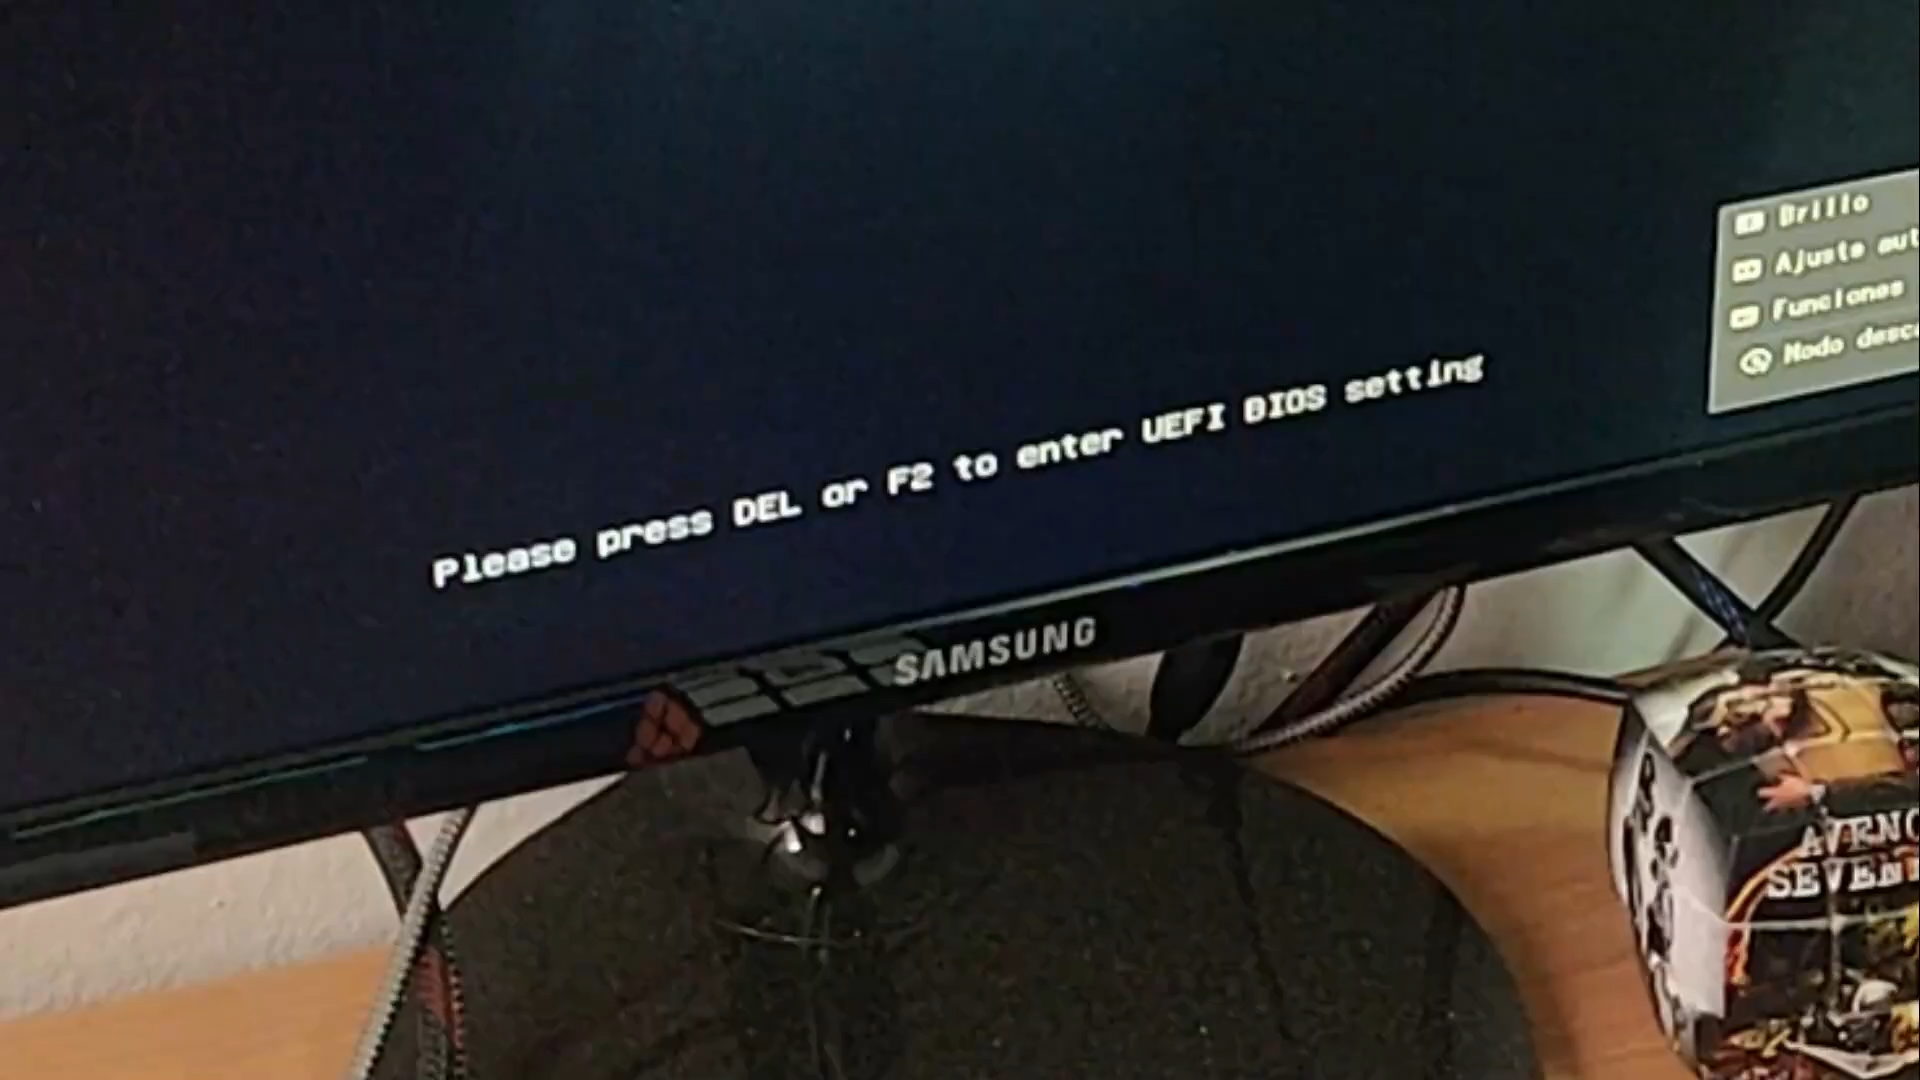 Brillo
Ajuste
Funciones
Modo
Please press DEL or F2 to enter UEFI BIOS setting
SAMSUNG